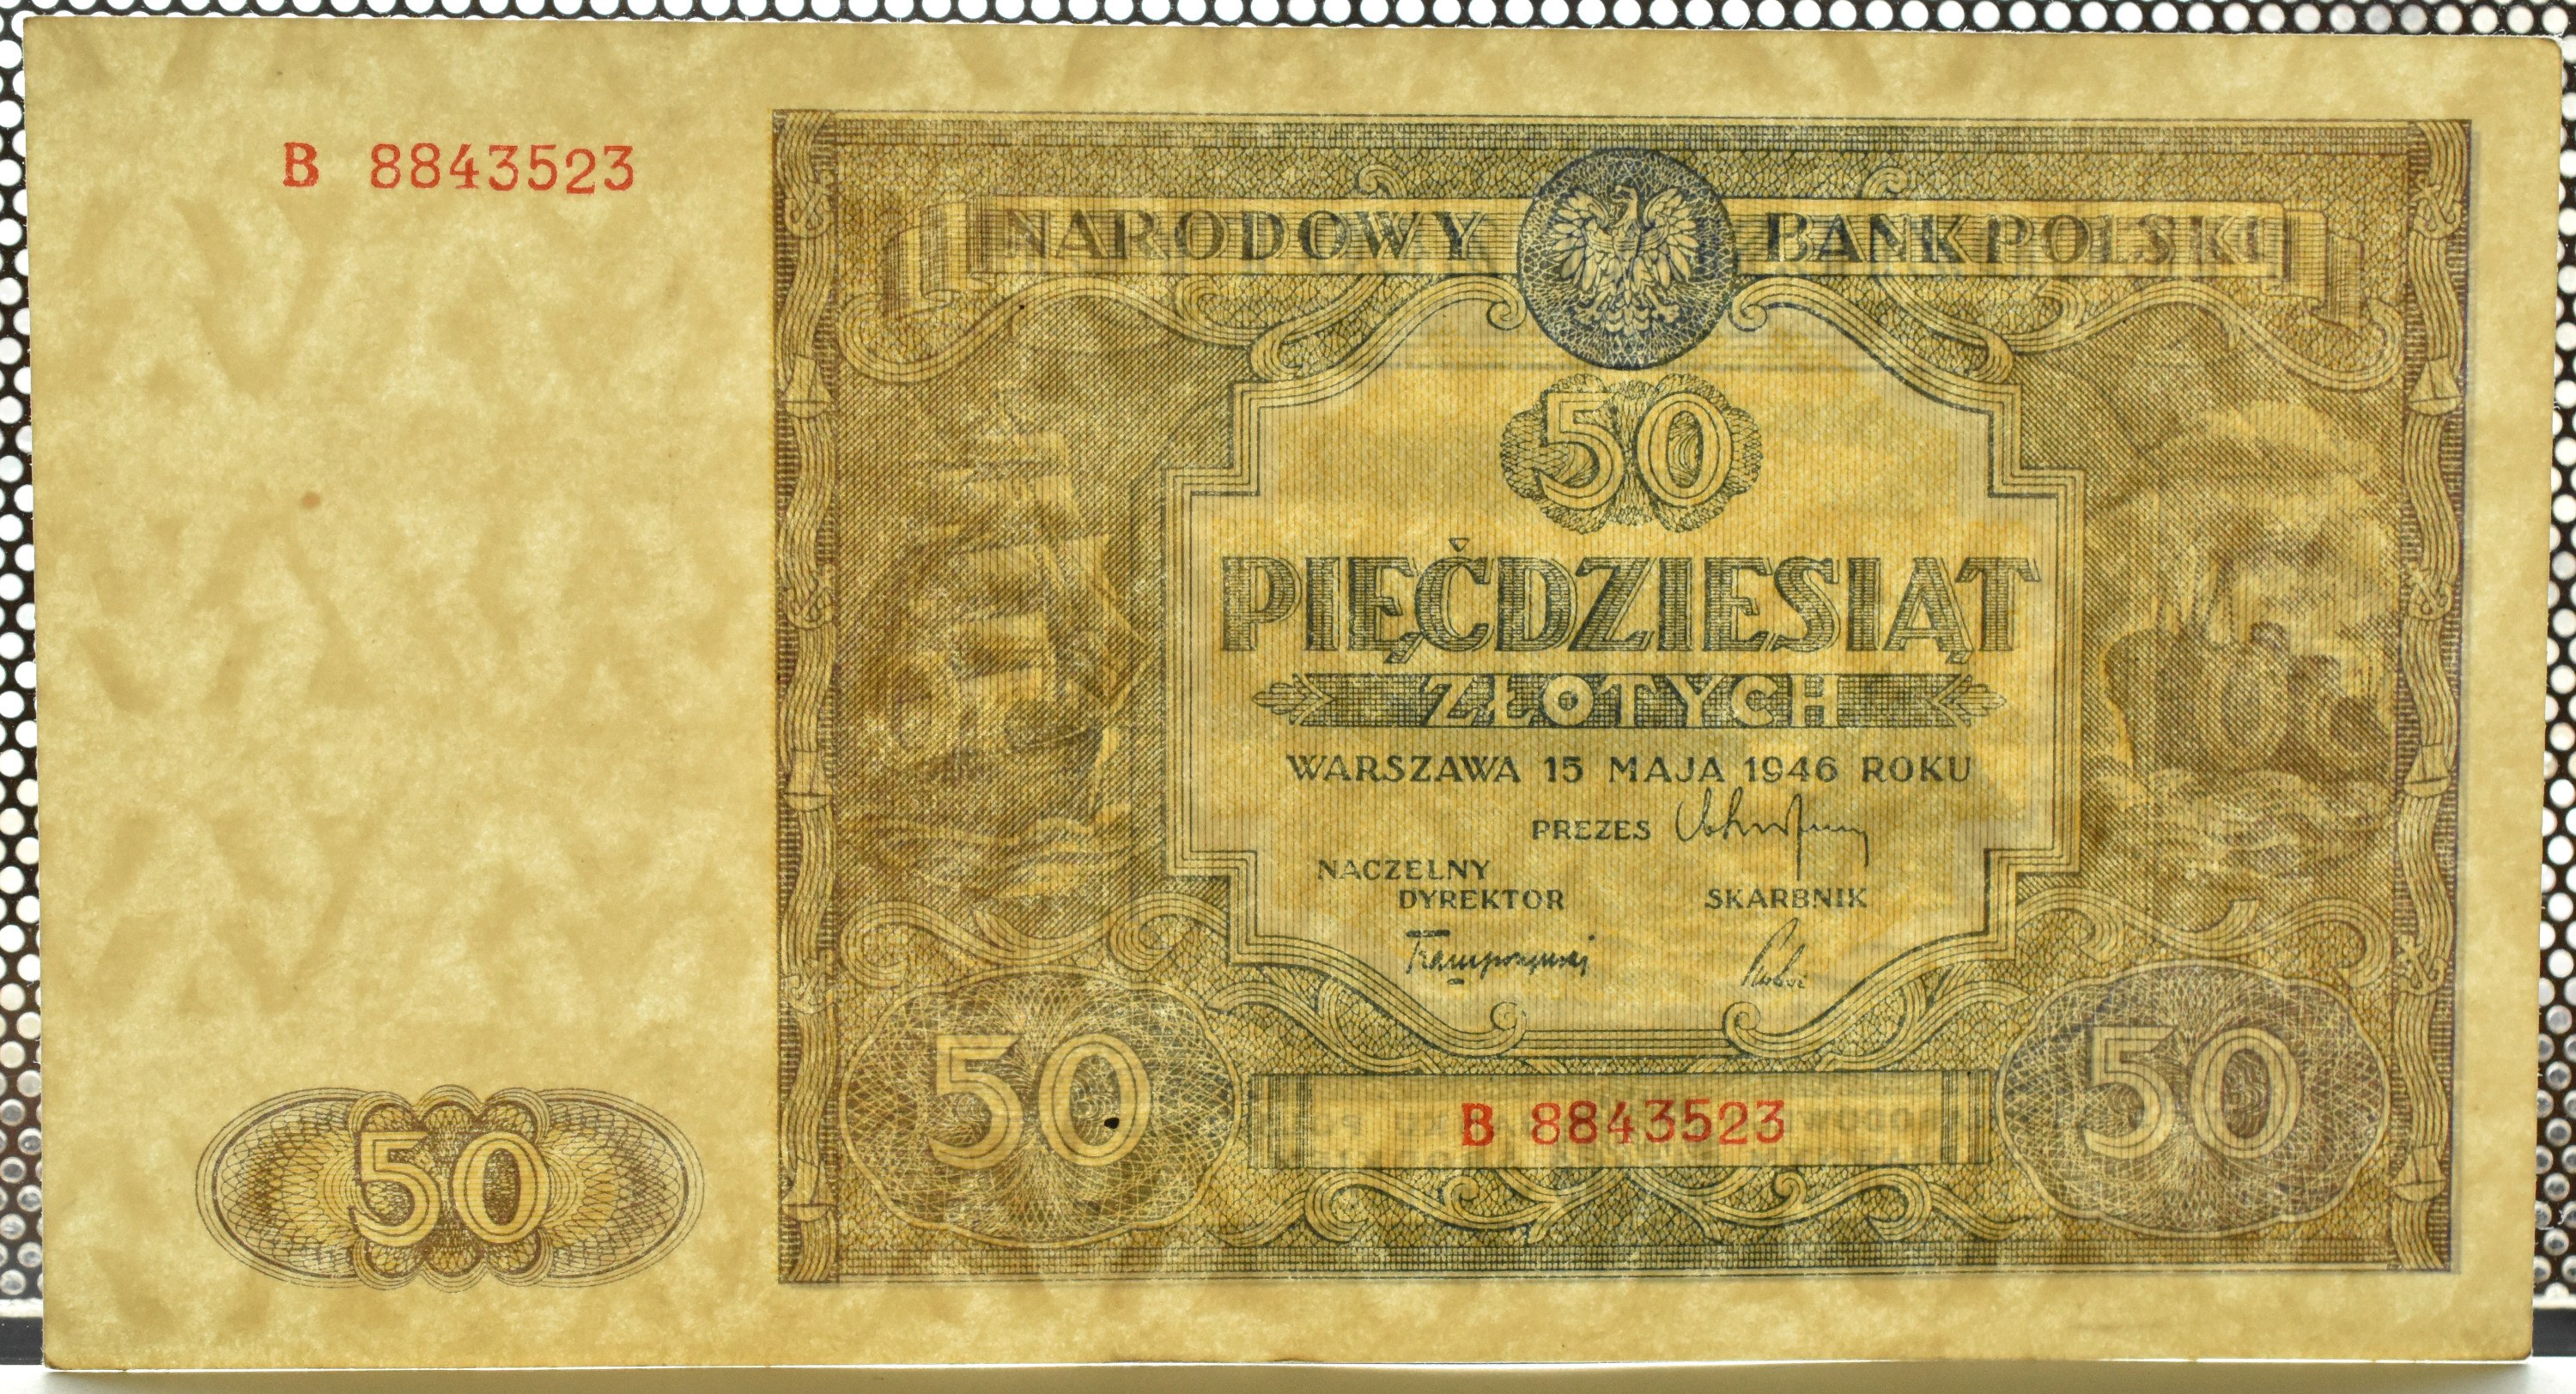 B 8843523
NARODOWY BANK POLSKI
50
PIĘĆDZIESIĄT
ZŁOTYCH
WARSZAWA 15 MAJA 1946 ROKU
PREZES
NACZELNY
DYREKTOR
SKARBNIK
50
B 8843523
50
50